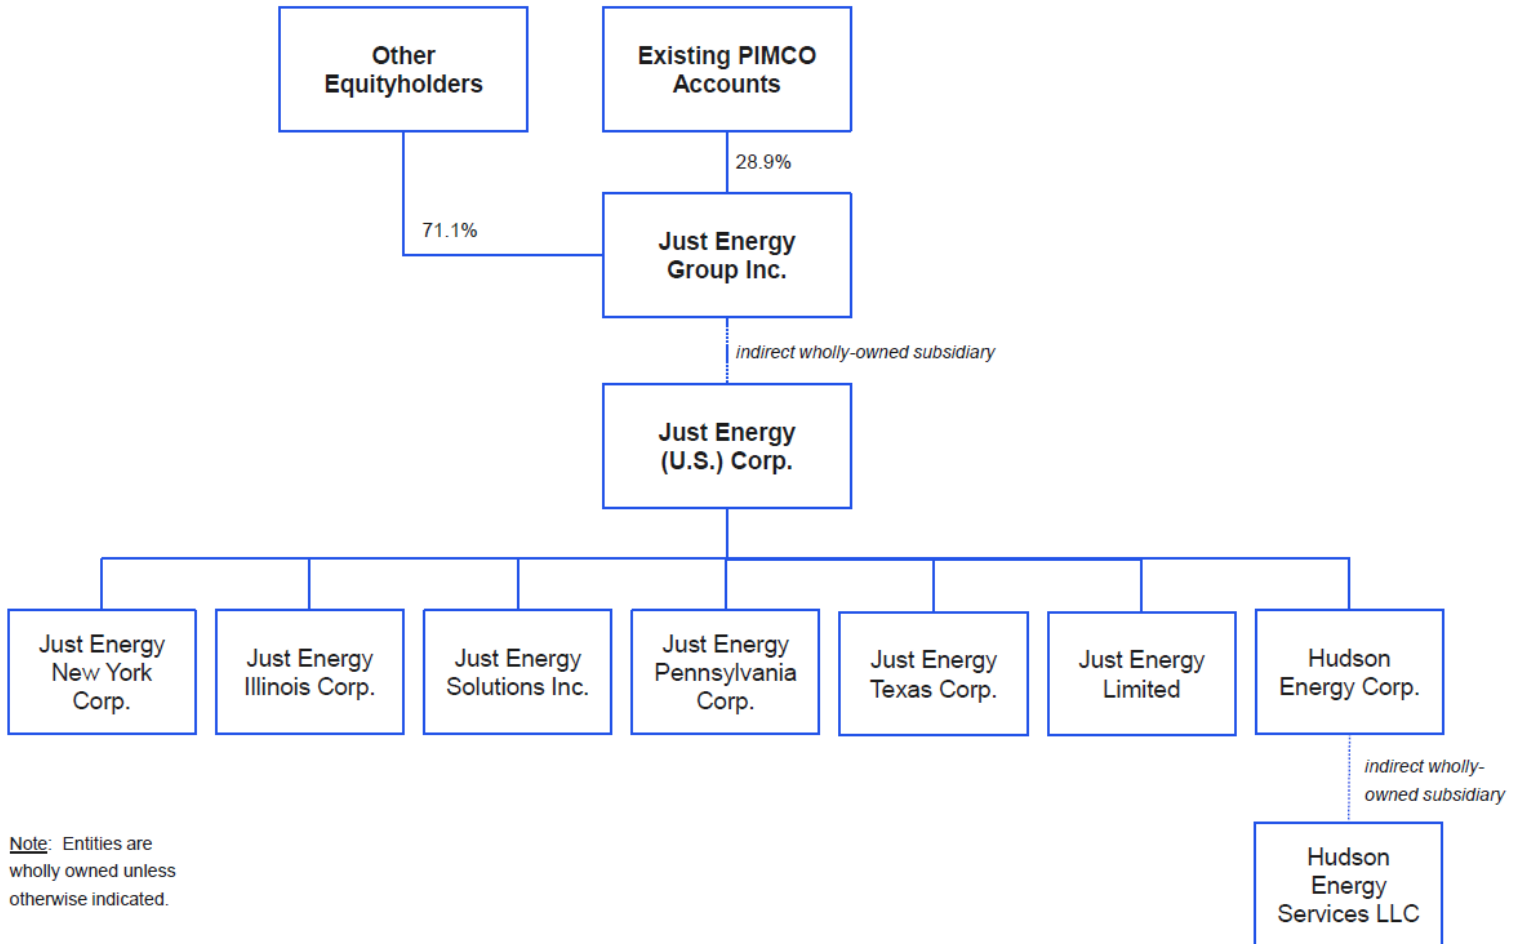 Other
Equityholders
Existing PIMCO
Accounts
28.9%
71.1%
Just Energy
Group Inc.
indirect wholly-owned subsidiary
Just Energy
(U.S.) Corp.
Just Energy
New York
Corp.
Just Energy
Illinois Corp.
Just Energy
Solutions Inc.
Just Energy
Pennsylvania
Corp.
Just Energy
Texas Corp.
Just Energy
Limited
Hudson
Energy Corp.
indirect wholly-
owned subsidiary
Note: Entities are
wholly owned unless
otherwise indicated.
Hudson
Energy
Services LLC